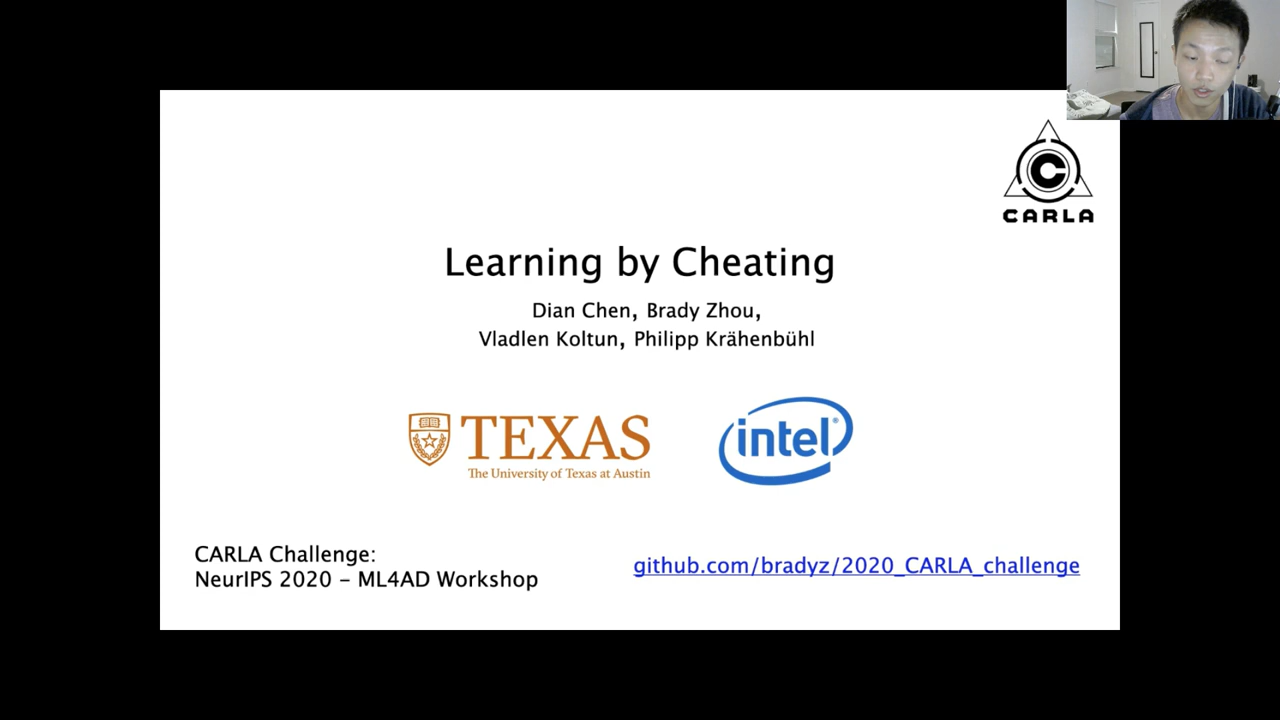 CARLA
Learning by Cheating
Dian Chen, Brady Zhou,
Vladlen Koltun, Philipp Krähenbühl
TEXAS
The University of Texas at Austin
intel®
CARLA Challenge:
NeurIPS 2020 – ML4AD Workshop
github.com/bradyz/2020_CARLA_challenge